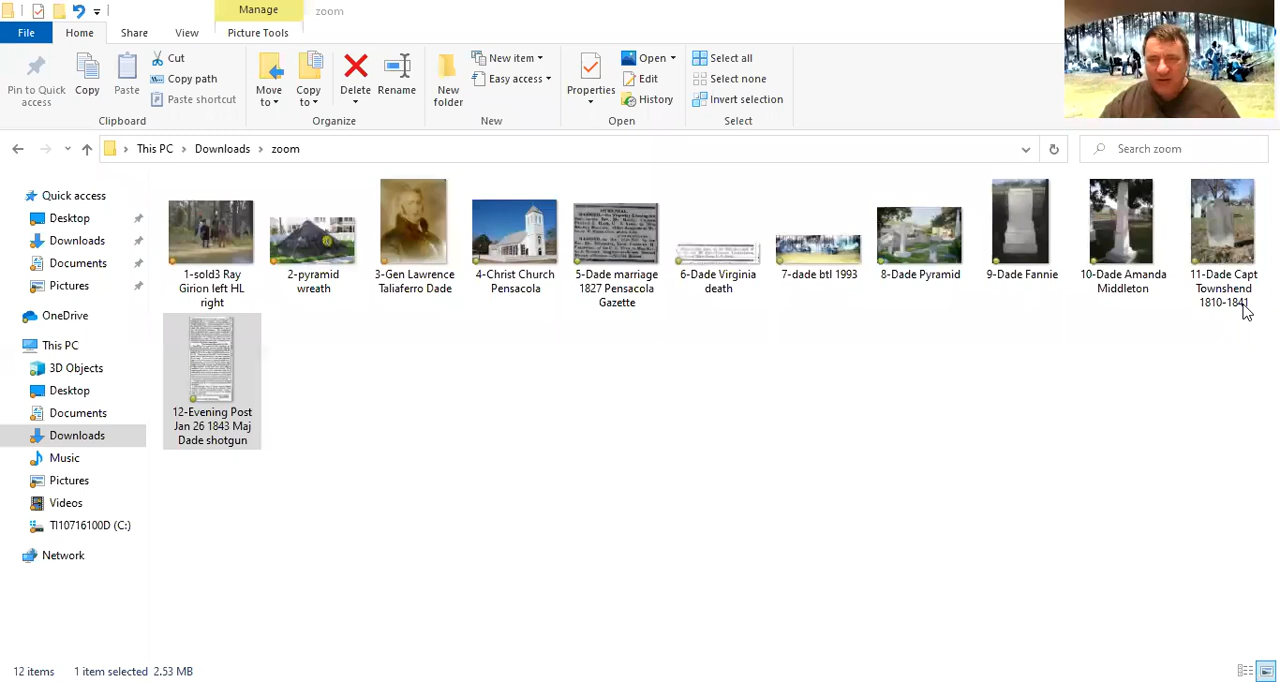 Manage
zoom
File
Home
Share
View
Picture Tools
Pin to Quick
access
Copy
Paste
Cut
Copy path
Paste shortcut
Clipboard
Move
to
Copy
to
Delete
Rename
Organize
New
folder
New item
Easy access
New
Properties
Open
Edit
History
Open
Select all
Select none
Invert selection
Select
This PC > Downloads > zoom
Search zoom
Quick access
Desktop
Downloads
Documents
Pictures
OneDrive
This PC
3D Objects
Desktop
Documents
Downloads
Music
Pictures
Videos
TI10716100D (C:)
Network
1-sold3 Ray
Girion left HL
right
2-pyramid
wreath
3-Gen Lawrence
Taliaferro Dade
4-Christ Church
Pensacola
5-Dade marriage
1827 Pensacola
Gazette
6-Dade Virginia
death
7-dade btl 1993
8-Dade Pyramid
9-Dade Fannie
10-Dade Amanda
Middleton
11-Dade Capt
Townshend
1810-1841
12-Evening Post
Jan 26 1843 Maj
Dade shotgun
12 items
1 item selected 2.53 MB